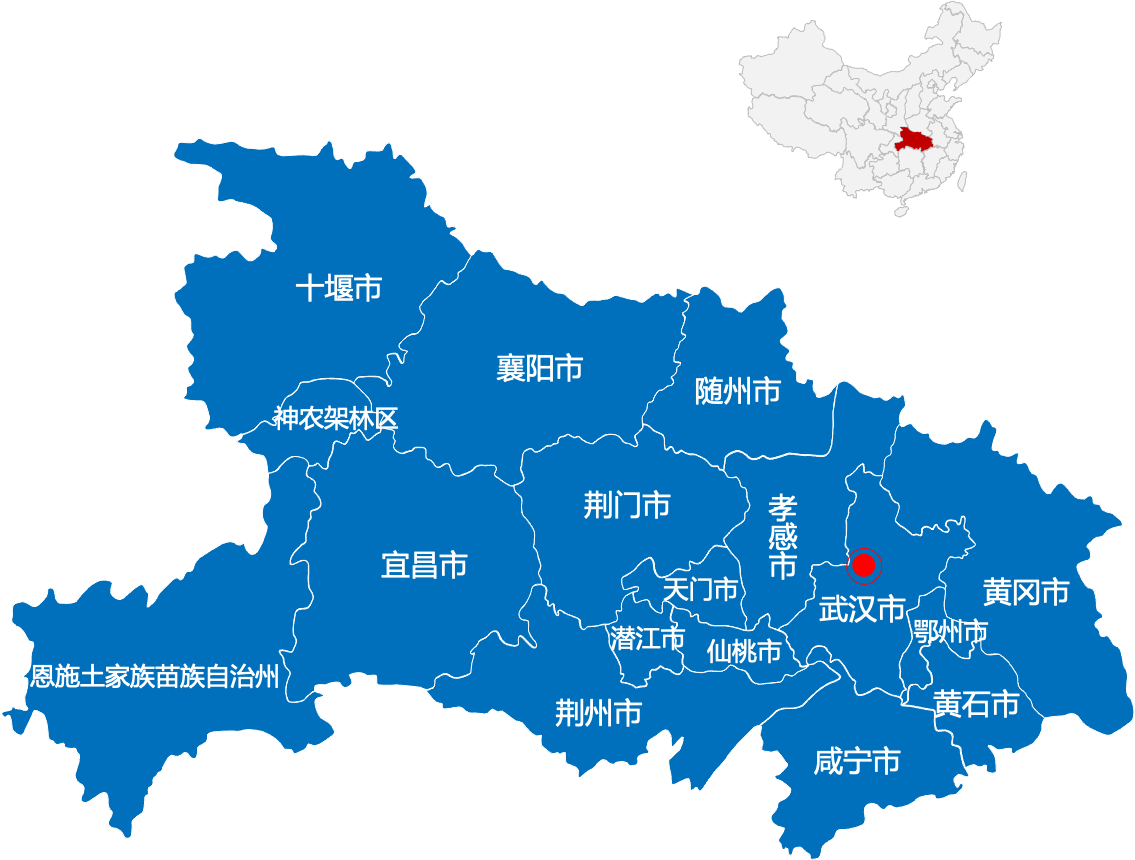 十堰市
襄阳市
随州市
神农架林区
荆门市
孝感市
宜昌市
天门市
黄冈市
武汉市
鄂州市
潜江市
仙桃市
恩施土家族苗族自治州
黄石市
荆州市
咸宁市